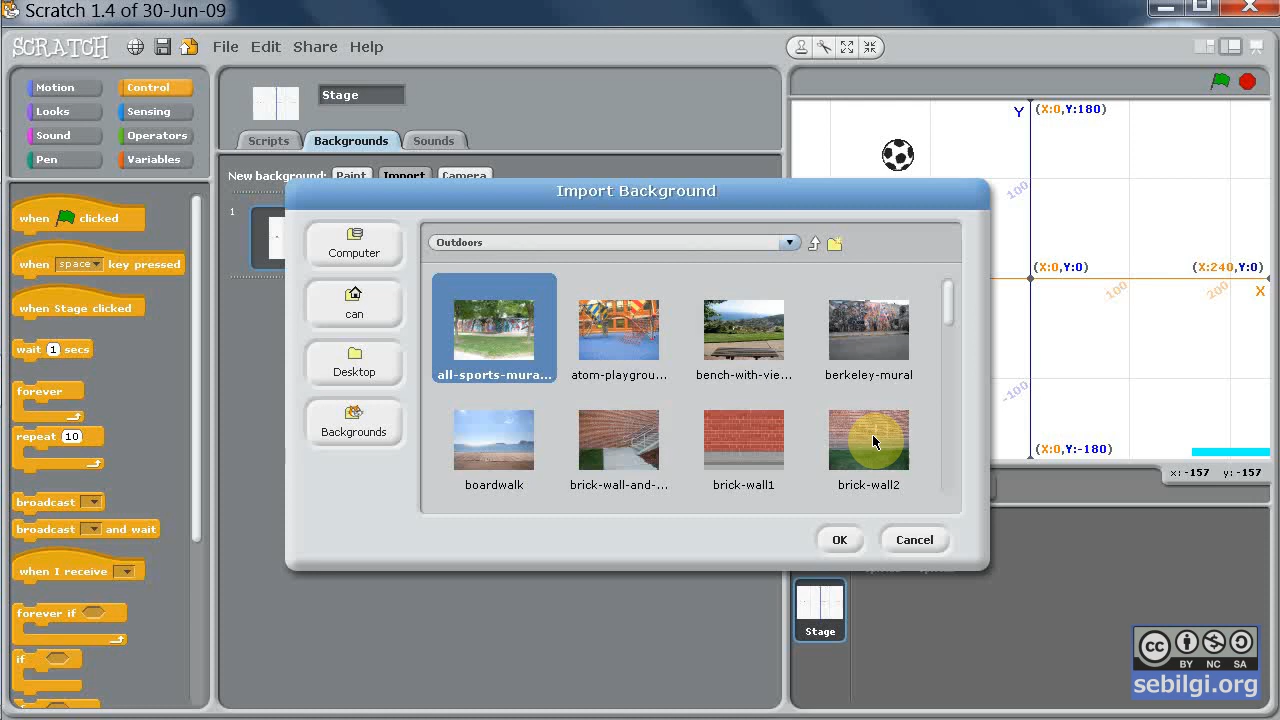 Scratch 1.4 of 30-Jun-09
SCRATCH File Edit Share Help
Motion Control
Looks Sensing
Sound Operators
Pen Variables
when clicked
when space key pressed
when Stage clicked
wait 1 secs
forever
repeat 10
broadcast
broadcast and wait
when I receive
forever if
if
Stage
Scripts Backgrounds Sounds
New background: Paint Import Camera
1
Import Background
Computer
can
Desktop
Backgrounds
Outdoors
all-sports-mura... atom-playgrou... bench-with-vie... berkeley-mural
boardwalk brick-wall-and-... brick-wall1 brick-wall2
OK Cancel
Y (X:0,Y:180)
100
(X:0,Y:0) (X:240,Y:0)
100 200 X
-100
(X:0,Y:-180)
x: -157 y: -157
Stage
cc BY NC SA
sebilgi.org